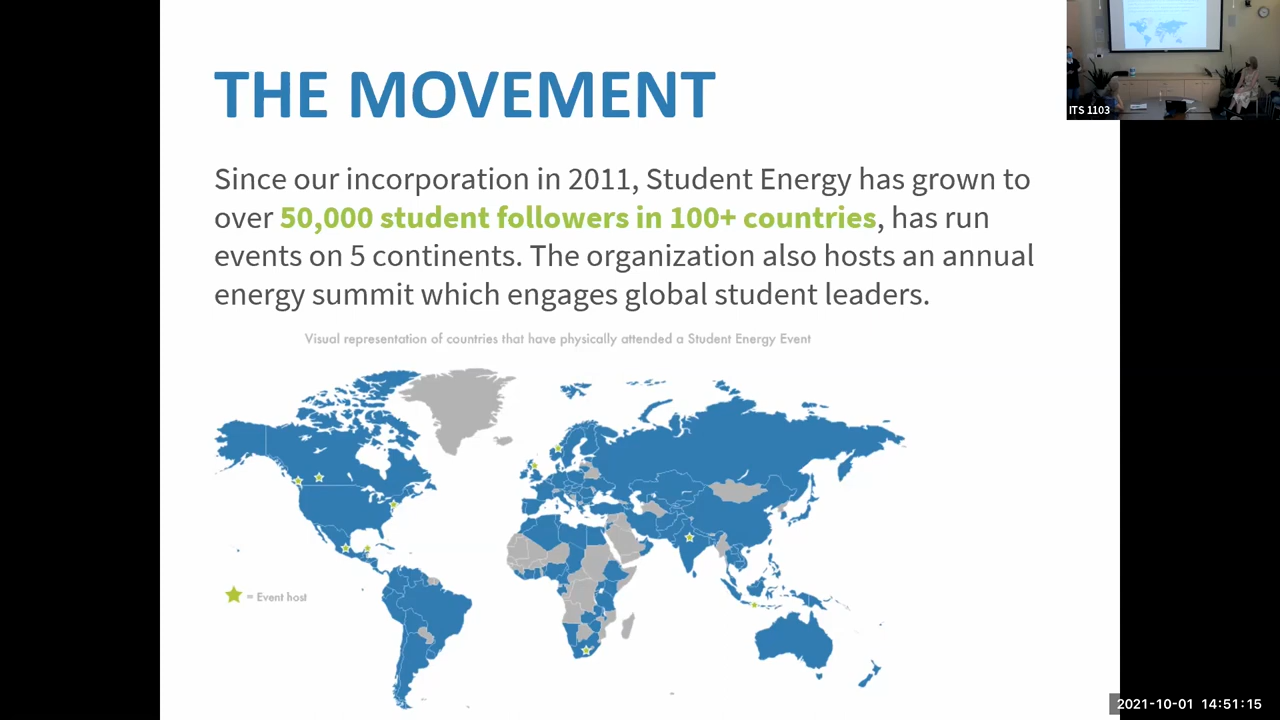 THE MOVEMENT
ITS 1103
Since our incorporation in 2011, Student Energy has grown to
over 50,000 student followers in 100+ countries, has run
events on 5 continents. The organization also hosts an annual
energy summit which engages global student leaders.
Visual representation of countries that have physically attended a Student Energy Event
= Event host
2021-10-01 14:51:15